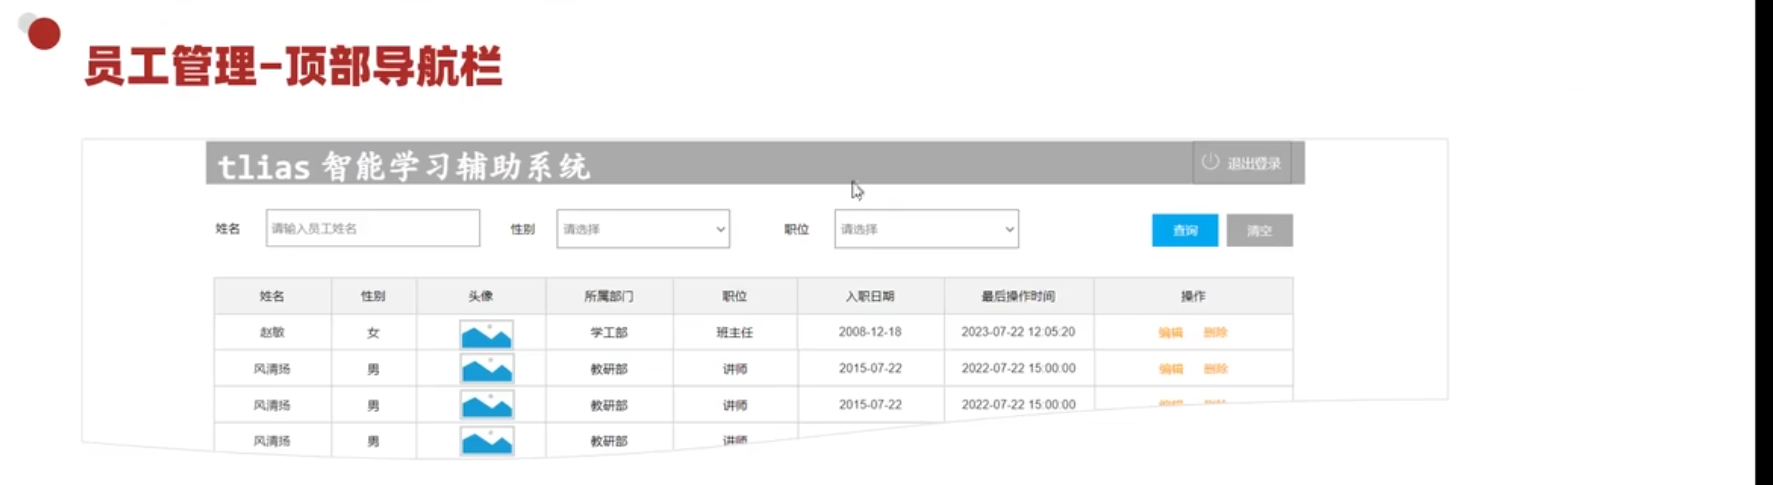 员工管理-顶部导航栏
tlias 智能学习辅助系统 退出登录
姓名 请输入员工姓名 性别 请选择 职位 请选择 查询 清空
姓名 性别 头像 所属部门 职位 入职日期 最后操作时间 操作
赵敏 女 学工部 班主任 2008-12-18 2023-07-22 12:05:20 编辑 删除
风清扬 男 教研部 讲师 2015-07-22 2022-07-22 15:00:00 编辑 删除
风清扬 男 教研部 讲师 2015-07-22 2022-07-22 15:00:00
风清扬 男 教研部 讲师